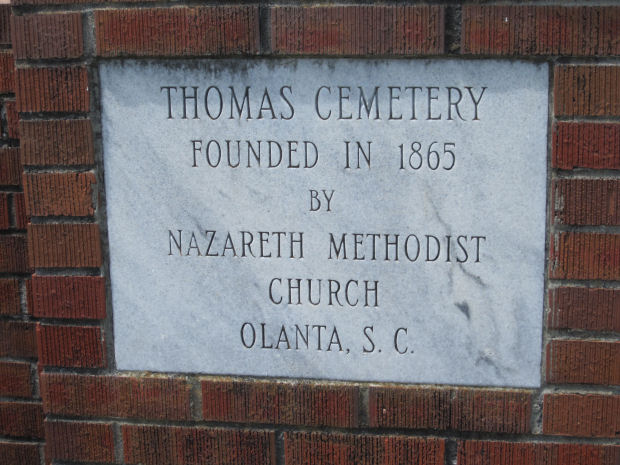 THOMAS CEMETERY
FOUNDED IN 1865
BY
NAZARETH METHODIST
CHURCH
OLANTA, S. C.